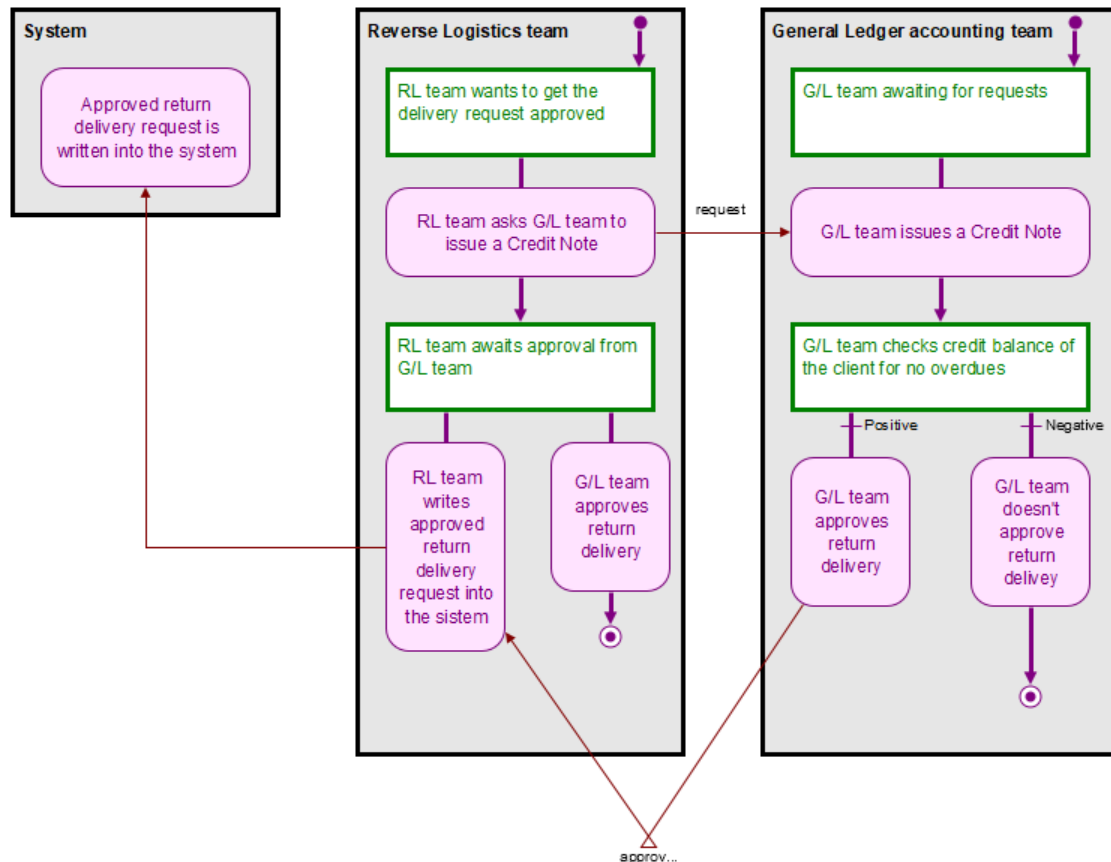 System
Approved return
delivery request is
written into the system
Reverse Logistics team
RL team wants to get the
delivery request approved
RL team asks G/L team to
issue a Credit Note
request
RL team awaits approval from
G/L team
RL team
writes
approved
return
delivery
request into
the sistem
G/L team
approves
return
delivery
General Ledger accounting team
G/L team awaiting for requests
G/L team issues a Credit Note
G/L team checks credit balance of
the client for no overdues
Positive
Negative
G/L team
approves
return
delivery
G/L team
doesn't
approve
return
delivey
approv...